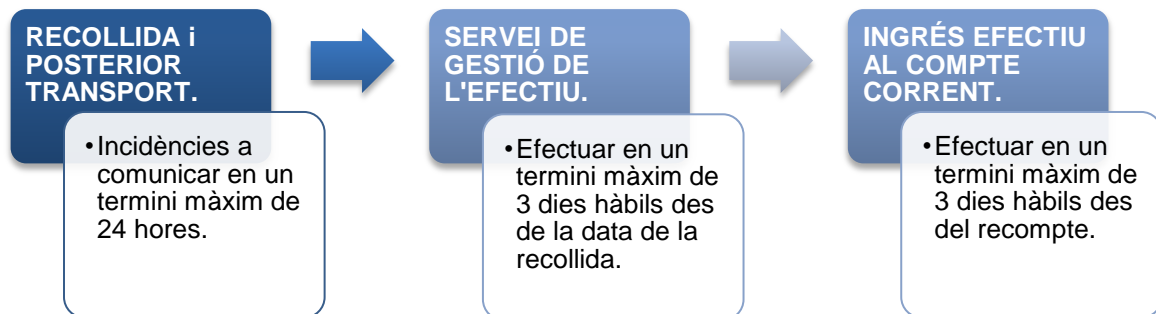 RECOLLIDA i
POSTERIOR
TRANSPORT.
•Incidències a
comunicar en un
termini màxim de
24 hores.
SERVEI DE
GESTIÓ DE
L'EFECTIU.
•Efectuar en un
termini màxim de
3 dies hàbils des
de la data de la
recollida.
INGRÉS EFECTIU
AL COMPTE
CORRENT.
•Efectuar en un
termini màxim de
3 dies hàbils des
del recompte.